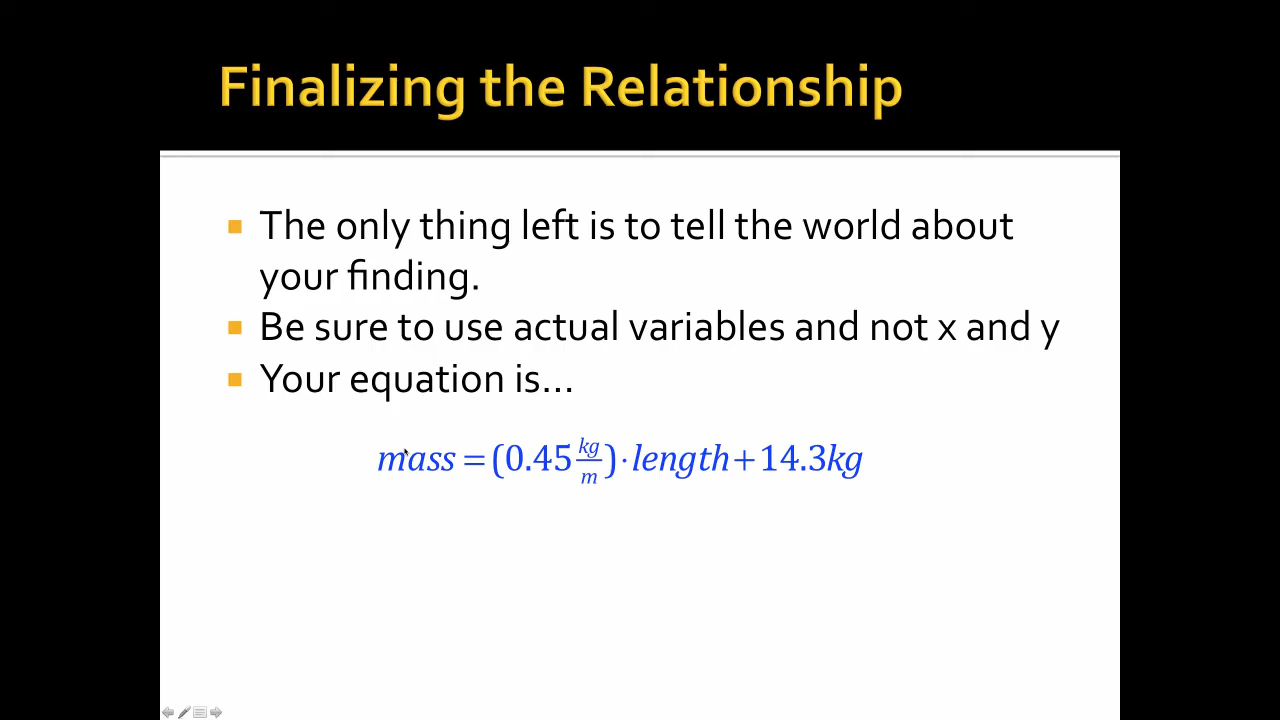 Finalizing the Relationship
The only thing left is to tell the world about
your finding.
Be sure to use actual variables and not x and y
Your equation is...
mass = (0.45 kg/m) · length + 14.3kg